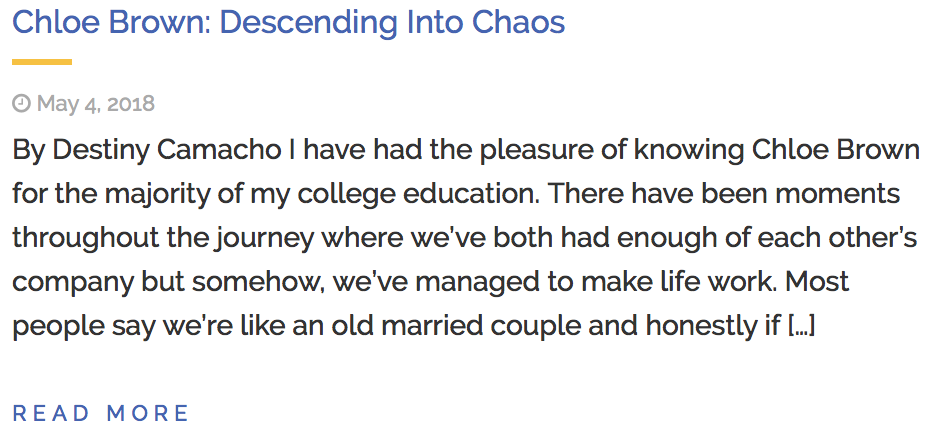 Chloe Brown: Descending Into Chaos
May 4, 2018
By Destiny Camacho I have had the pleasure of knowing Chloe Brown
for the majority of my college education. There have been moments
throughout the journey where we’ve both had enough of each other’s
company but somehow, we’ve managed to make life work. Most
people say we’re like an old married couple and honestly if […]
READ MORE